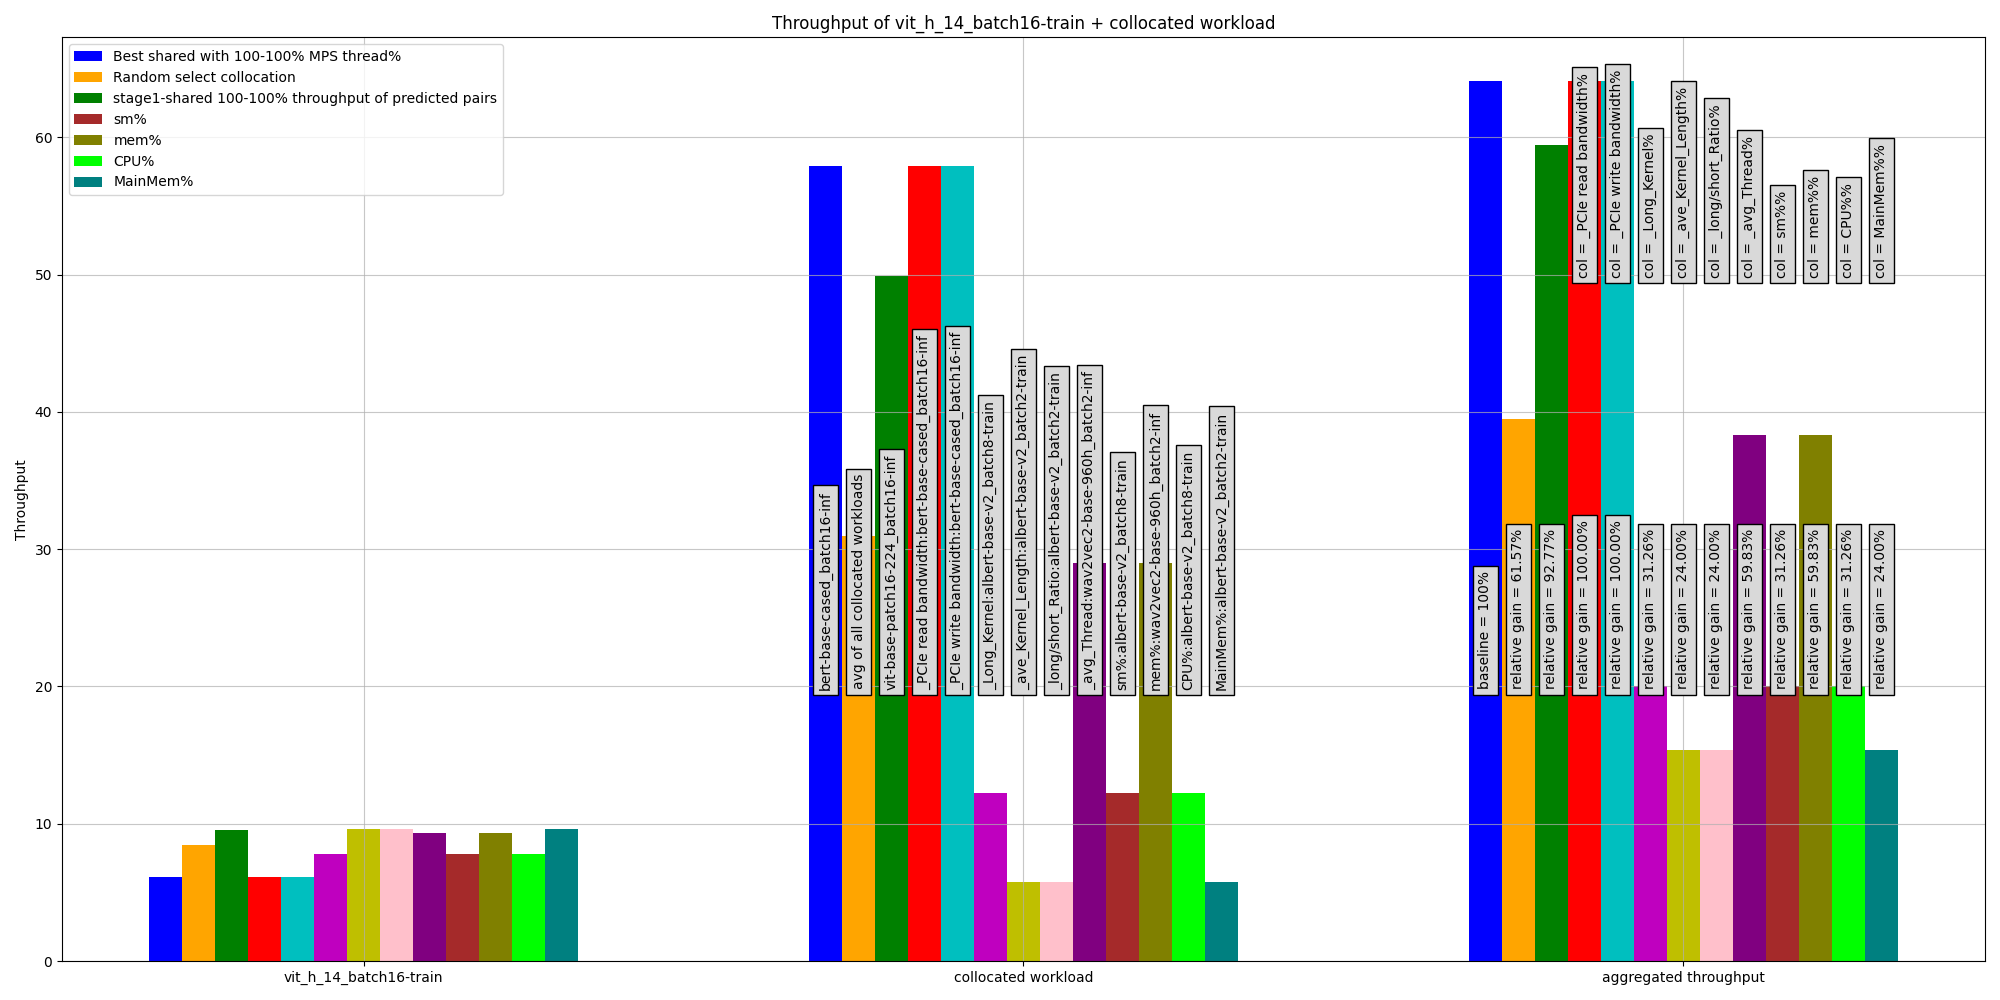 Throughput of vit_h_14_batch16-train + collocated workload
Best shared with 100-100% MPS thread%
Random select collocation
stage1-shared 100-100% throughput of predicted pairs
sm%
mem%
CPU%
MainMem%
Throughput
60
50
40
30
20
10
0
bert-base-cased_batch16-inf
avg of all collocated workloads
vit-base-patch16-224_batch16-inf
_PCIe read bandwidth:bert-base-cased_batch16-inf
_PCIe write bandwidth:bert-base-cased_batch16-inf
_Long_Kernel:albert-base-v2_batch8-train
_ave_Kernel_Length:albert-base-v2_batch2-train
_long/short_Ratio:albert-base-v2_batch2-train
_avg_Thread:wav2vec2-base-960h_batch2-inf
sm%:albert-base-v2_batch8-train
mem%:wav2vec2-base-960h_batch2-inf
CPU%:albert-base-v2_batch8-train
MainMem%:albert-base-v2_batch2-train
col = _PCIe read bandwidth%
col = _PCIe write bandwidth%
col = _Long_Kernel%
col = _ave_Kernel_Length%
col = _long/short_Ratio%
col = _avg_Thread%
col = sm%%
col = mem%%
col = CPU%%
col = MainMem%%
baseline = 100%
relative gain = 61.57%
relative gain = 92.77%
relative gain = 100.00%
relative gain = 100.00%
relative gain = 31.26%
relative gain = 24.00%
relative gain = 24.00%
relative gain = 59.83%
relative gain = 31.26%
relative gain = 59.83%
relative gain = 31.26%
relative gain = 24.00%
vit_h_14_batch16-train
collocated workload
aggregated throughput